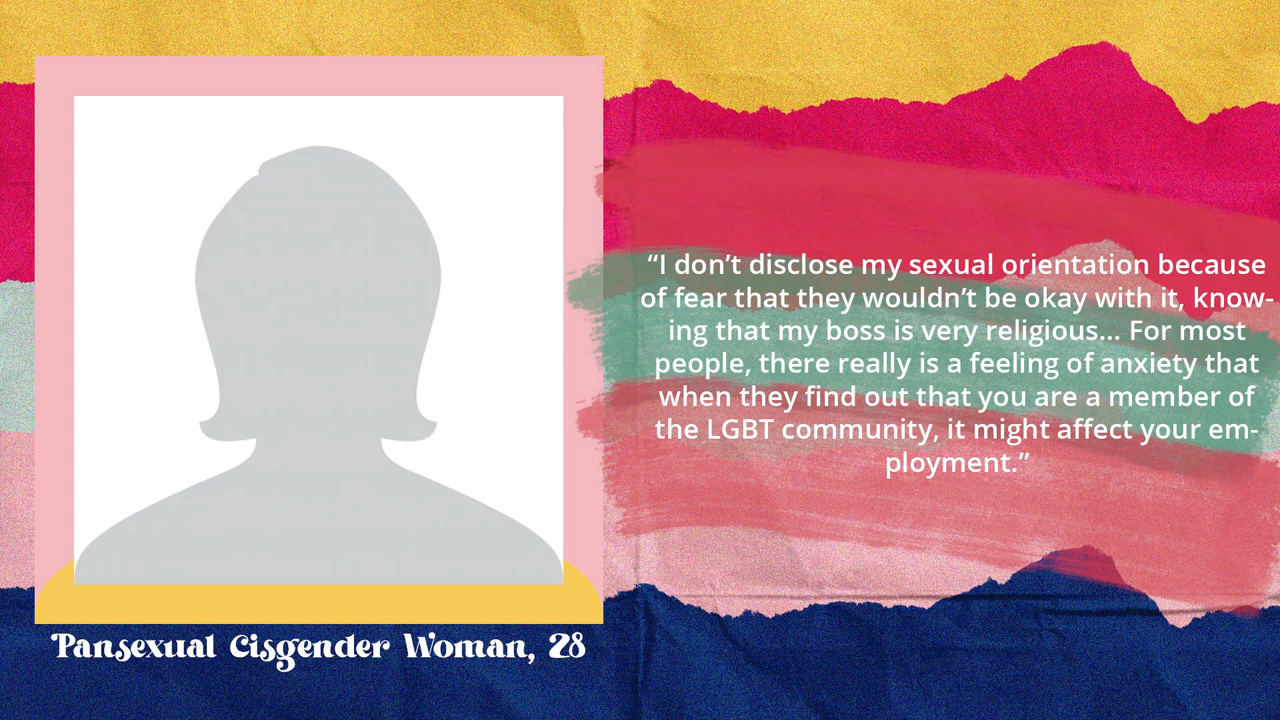 “I don’t disclose my sexual orientation because
of fear that they wouldn’t be okay with it, know-
ing that my boss is very religious... For most
people, there really is a feeling of anxiety that
when they find out that you are a member of
the LGBT community, it might affect your em-
ployment.”
Pansexual Cisgender Woman, 28